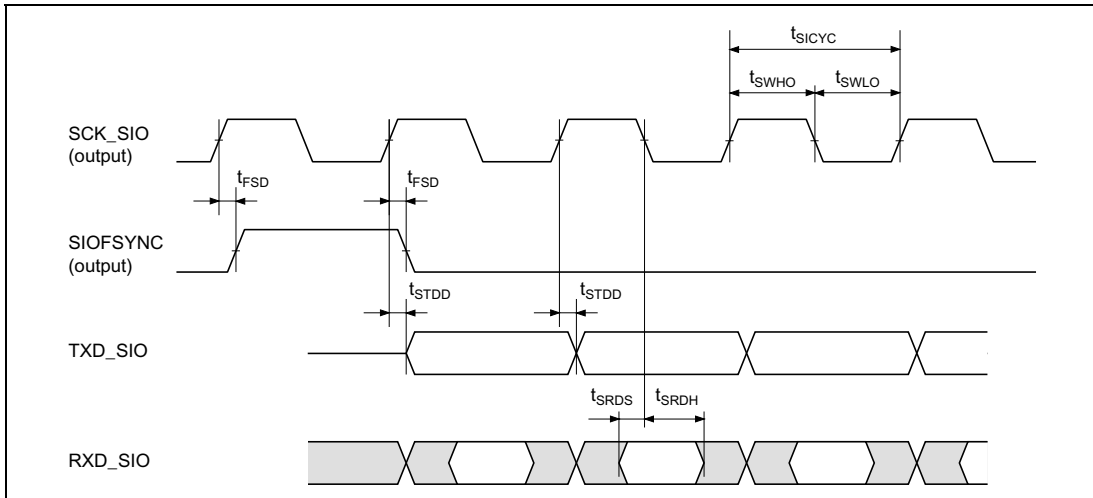 tSICYC
tSWHO tSWLO
SCK_SIO
(output)
tFSD tFSD
SIOFSYNC
(output)
tSTDD tSTDD
TXD_SIO
tSRDS tSRDH
RXD_SIO